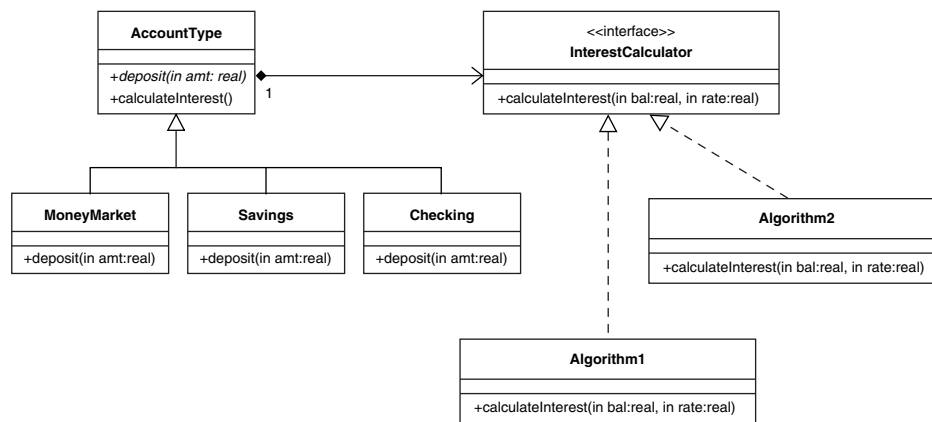 AccountType
+deposit(in amt: real)
+calculateInterest()
1
<<interface>>
InterestCalculator
+calculateInterest(in bal:real, in rate:real)
MoneyMarket
+deposit(in amt:real)
Savings
+deposit(in amt:real)
Checking
+deposit(in amt:real)
Algorithm2
+calculateInterest(in bal:real, in rate:real)
Algorithm1
+calculateInterest(in bal:real, in rate:real)